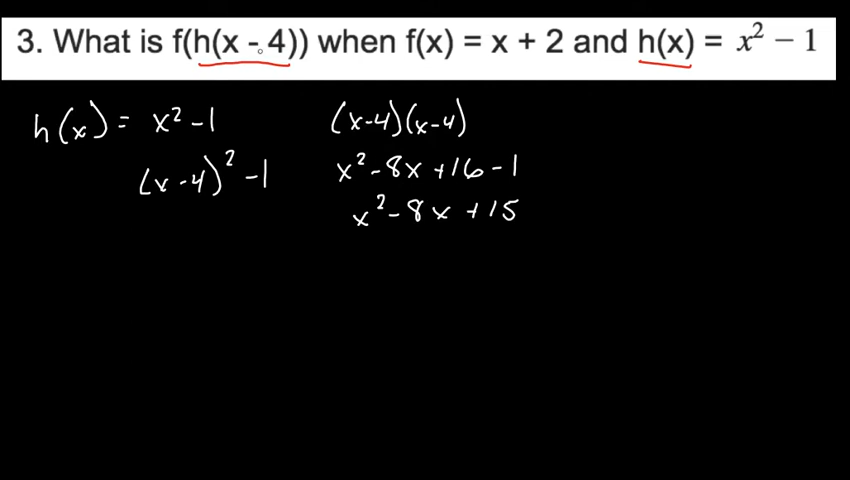 3. What is f(h(x - 4)) when f(x) = x + 2 and h(x) = x² − 1
h(x) = x² - 1
(x-4)² - 1
(x-4)(x-4)
x² - 8x + 16 - 1
x² - 8x + 15